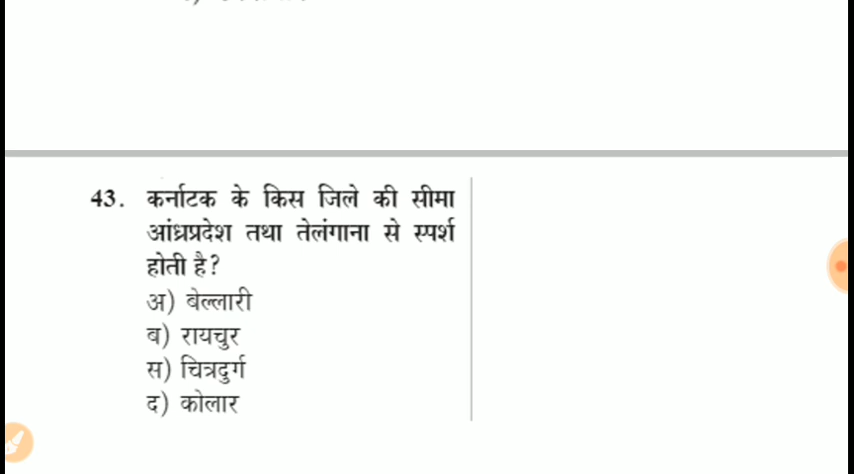 43. कर्नाटक के किस जिले की सीमा
आंध्रप्रदेश तथा तेलंगाना से स्पर्श
होती है?
अ) बेल्लारी
ब) रायचुर
स) चित्रदुर्ग
द) कोलार